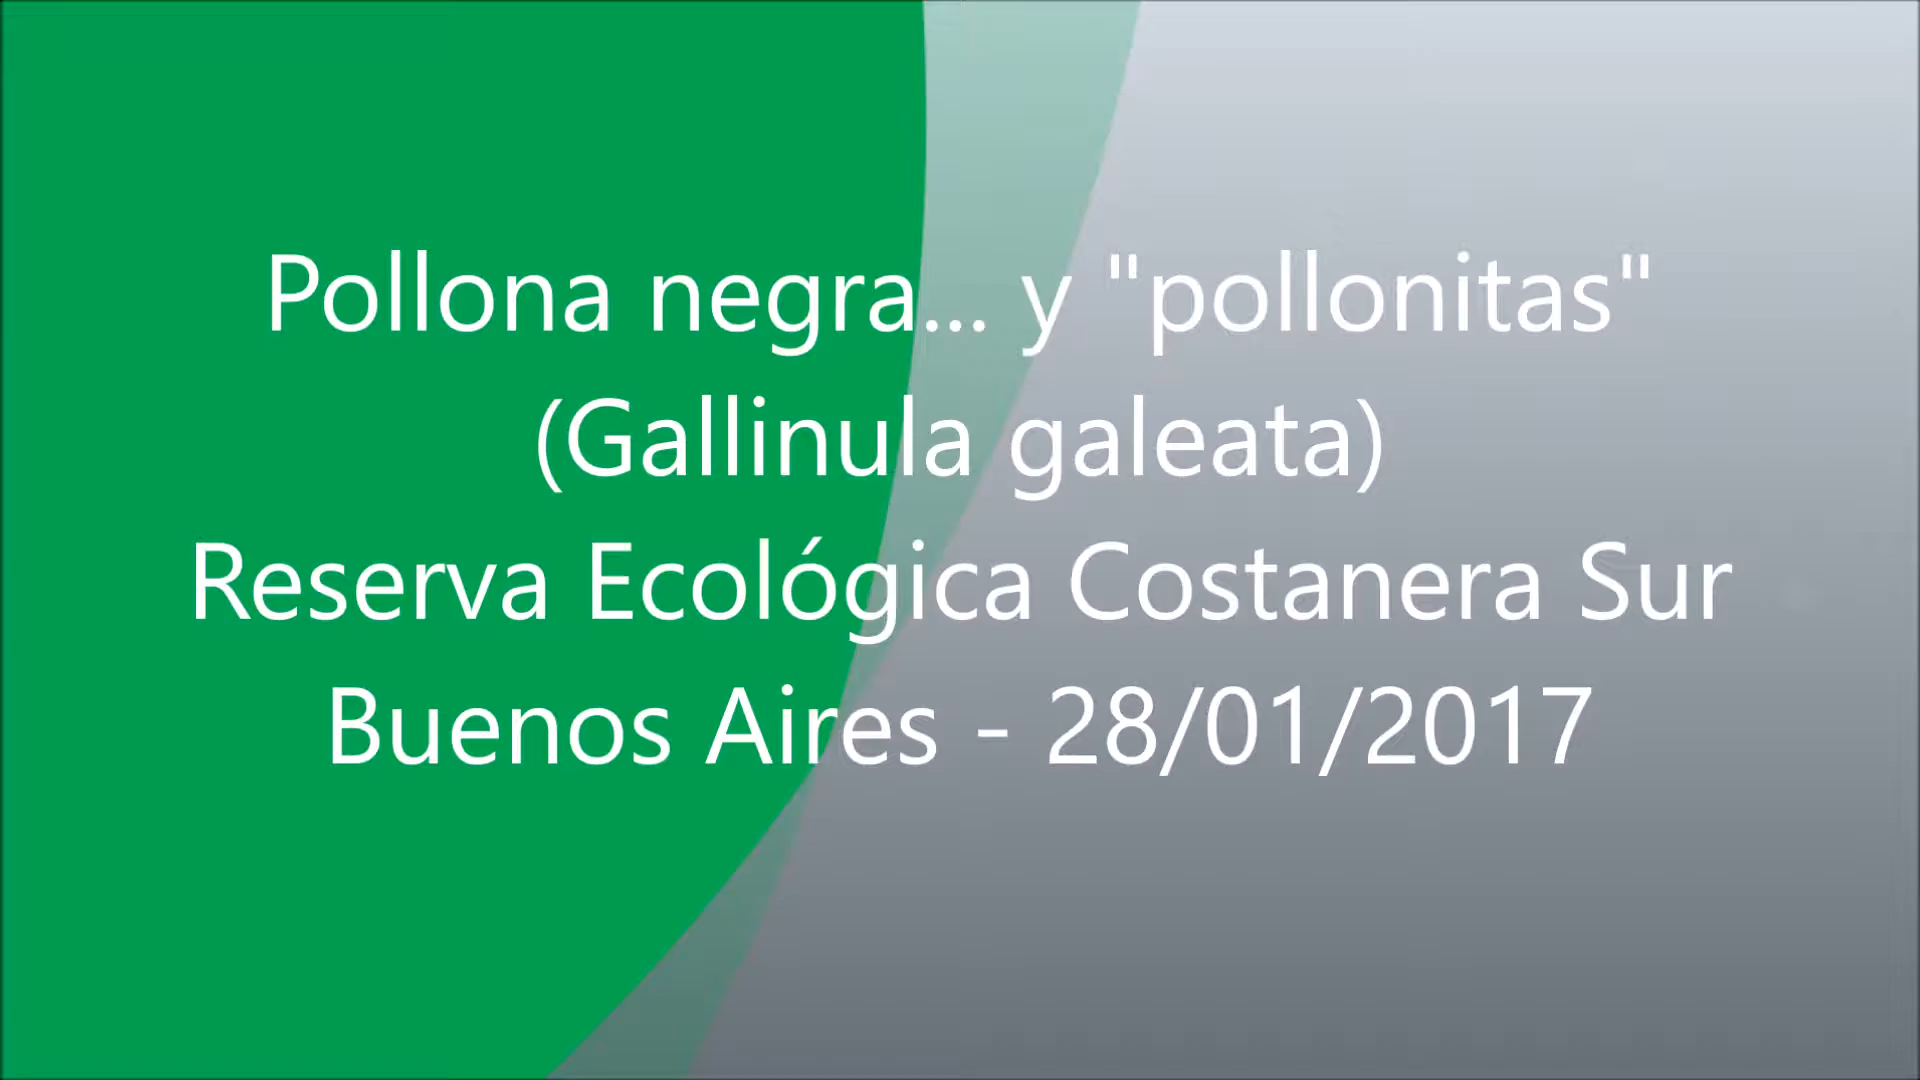 Pollona negra... y "pollonitas"
(Gallinula galeata)
Reserva Ecológica Costanera Sur
Buenos Aires - 28/01/2017